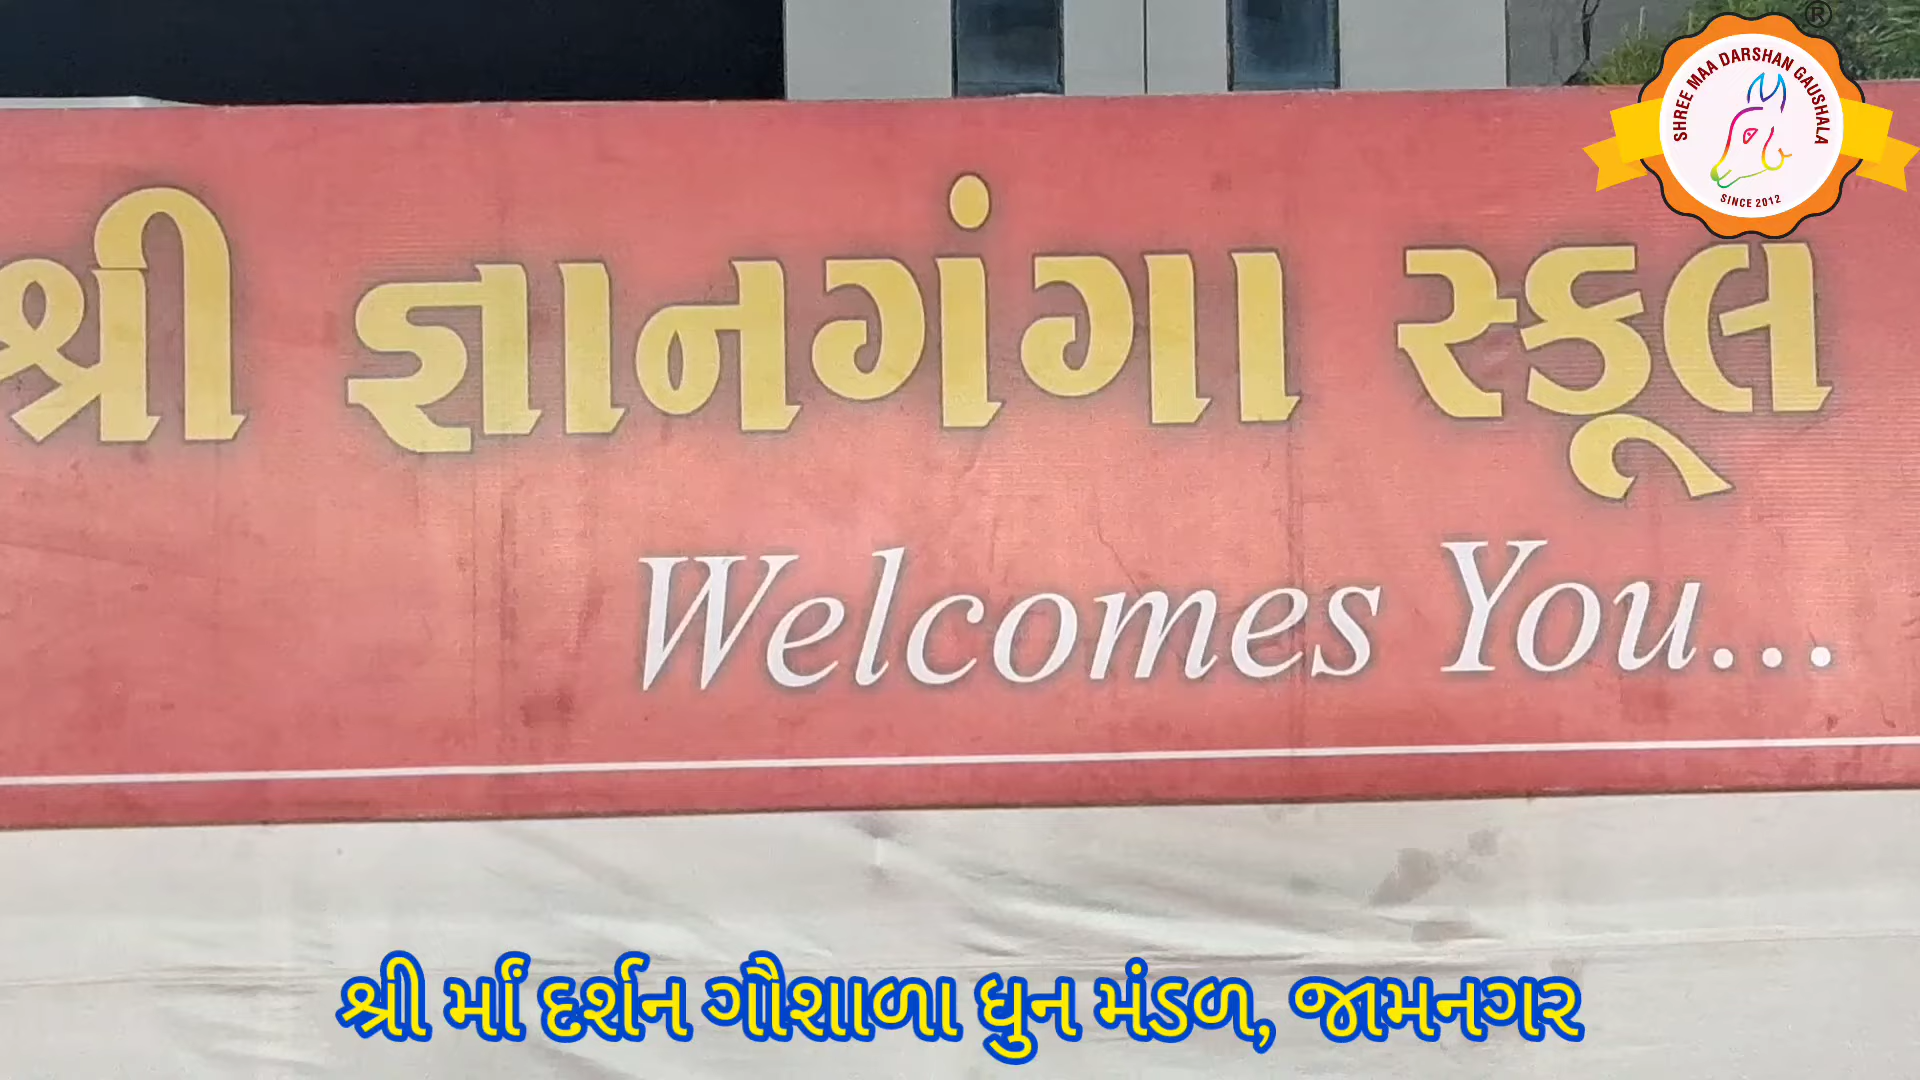 SHREE MAA DARSHAN GAUSHALA
SINCE 2012
®
શ્રી જ્ઞાનગંગા સ્કૂલ
Welcomes You...
શ્રી માઁ દર્શન ગૌશાળા ધુન મંડળ, જામનગર